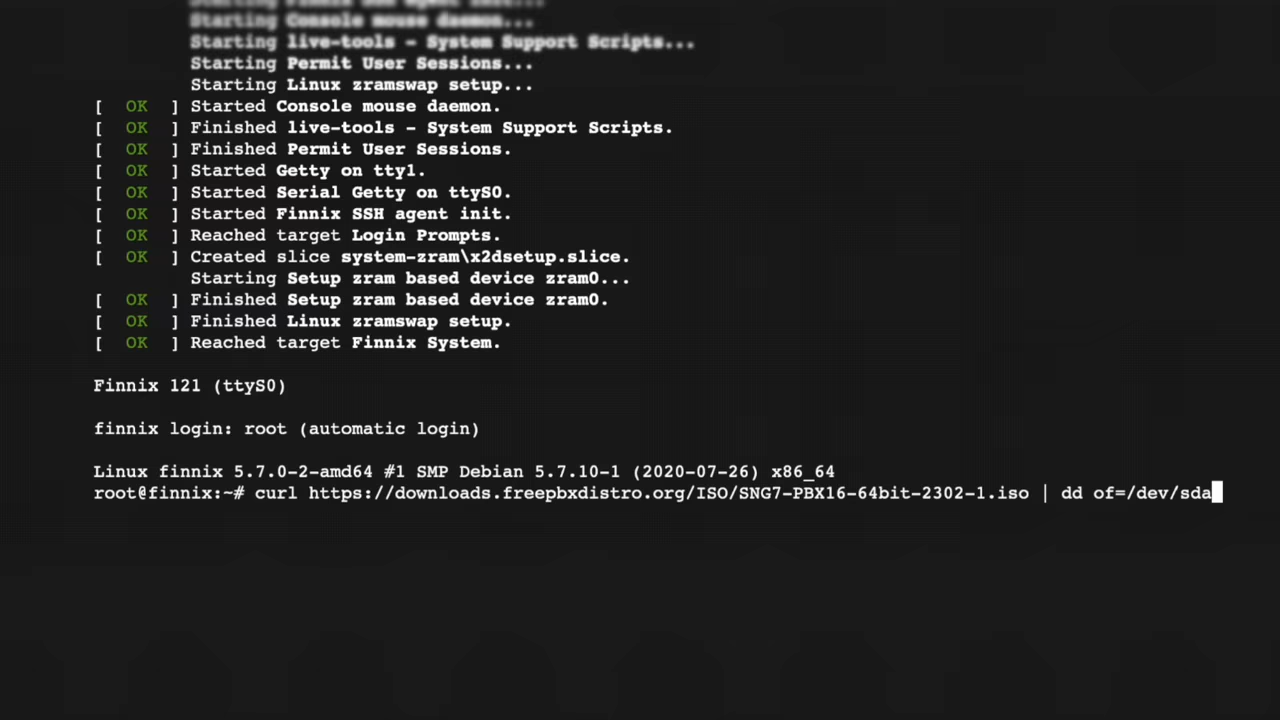 Starting Finnix SSH agent init...
Starting Console mouse daemon...
Starting live-tools - System Support Scripts...
Starting Permit User Sessions...
Starting Linux zramswap setup...
[ OK ] Started Console mouse daemon.
[ OK ] Finished live-tools - System Support Scripts.
[ OK ] Finished Permit User Sessions.
[ OK ] Started Getty on tty1.
[ OK ] Started Serial Getty on ttyS0.
[ OK ] Started Finnix SSH agent init.
[ OK ] Reached target Login Prompts.
[ OK ] Created slice system-zram\x2dsetup.slice.
Starting Setup zram based device zram0...
[ OK ] Finished Setup zram based device zram0.
[ OK ] Finished Linux zramswap setup.
[ OK ] Reached target Finnix System.
Finnix 121 (ttyS0)
finnix login: root (automatic login)
Linux finnix 5.7.0-2-amd64 #1 SMP Debian 5.7.10-1 (2020-07-26) x86_64
root@finnix:~# curl https://downloads.freepbxdistro.org/ISO/SNG7-PBX16-64bit-2302-1.iso | dd of=/dev/sda